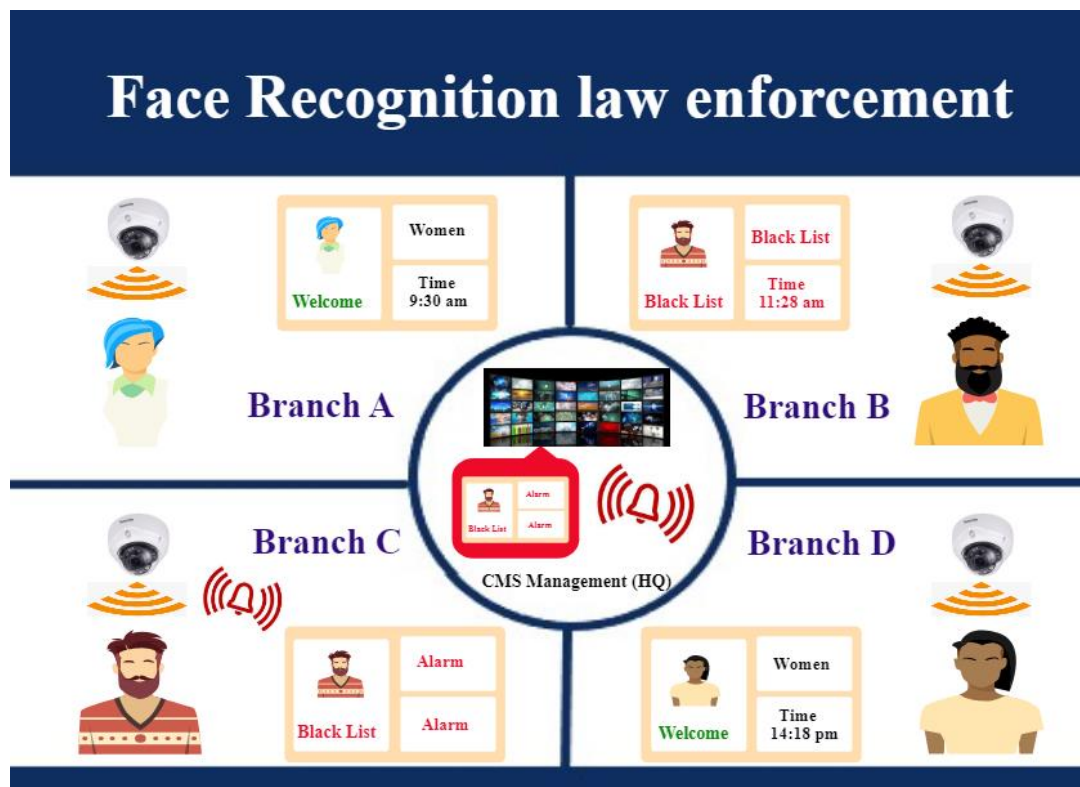 Face Recognition law enforcement
Women
Welcome
Time
9:30 am
Branch A
Black List
Black List
Time
11:28 am
Branch B
Alarm
Black List
Alarm
CMS Management (HQ)
Branch C
Alarm
Black List
Alarm
Branch D
Women
Welcome
Time
14:18 pm